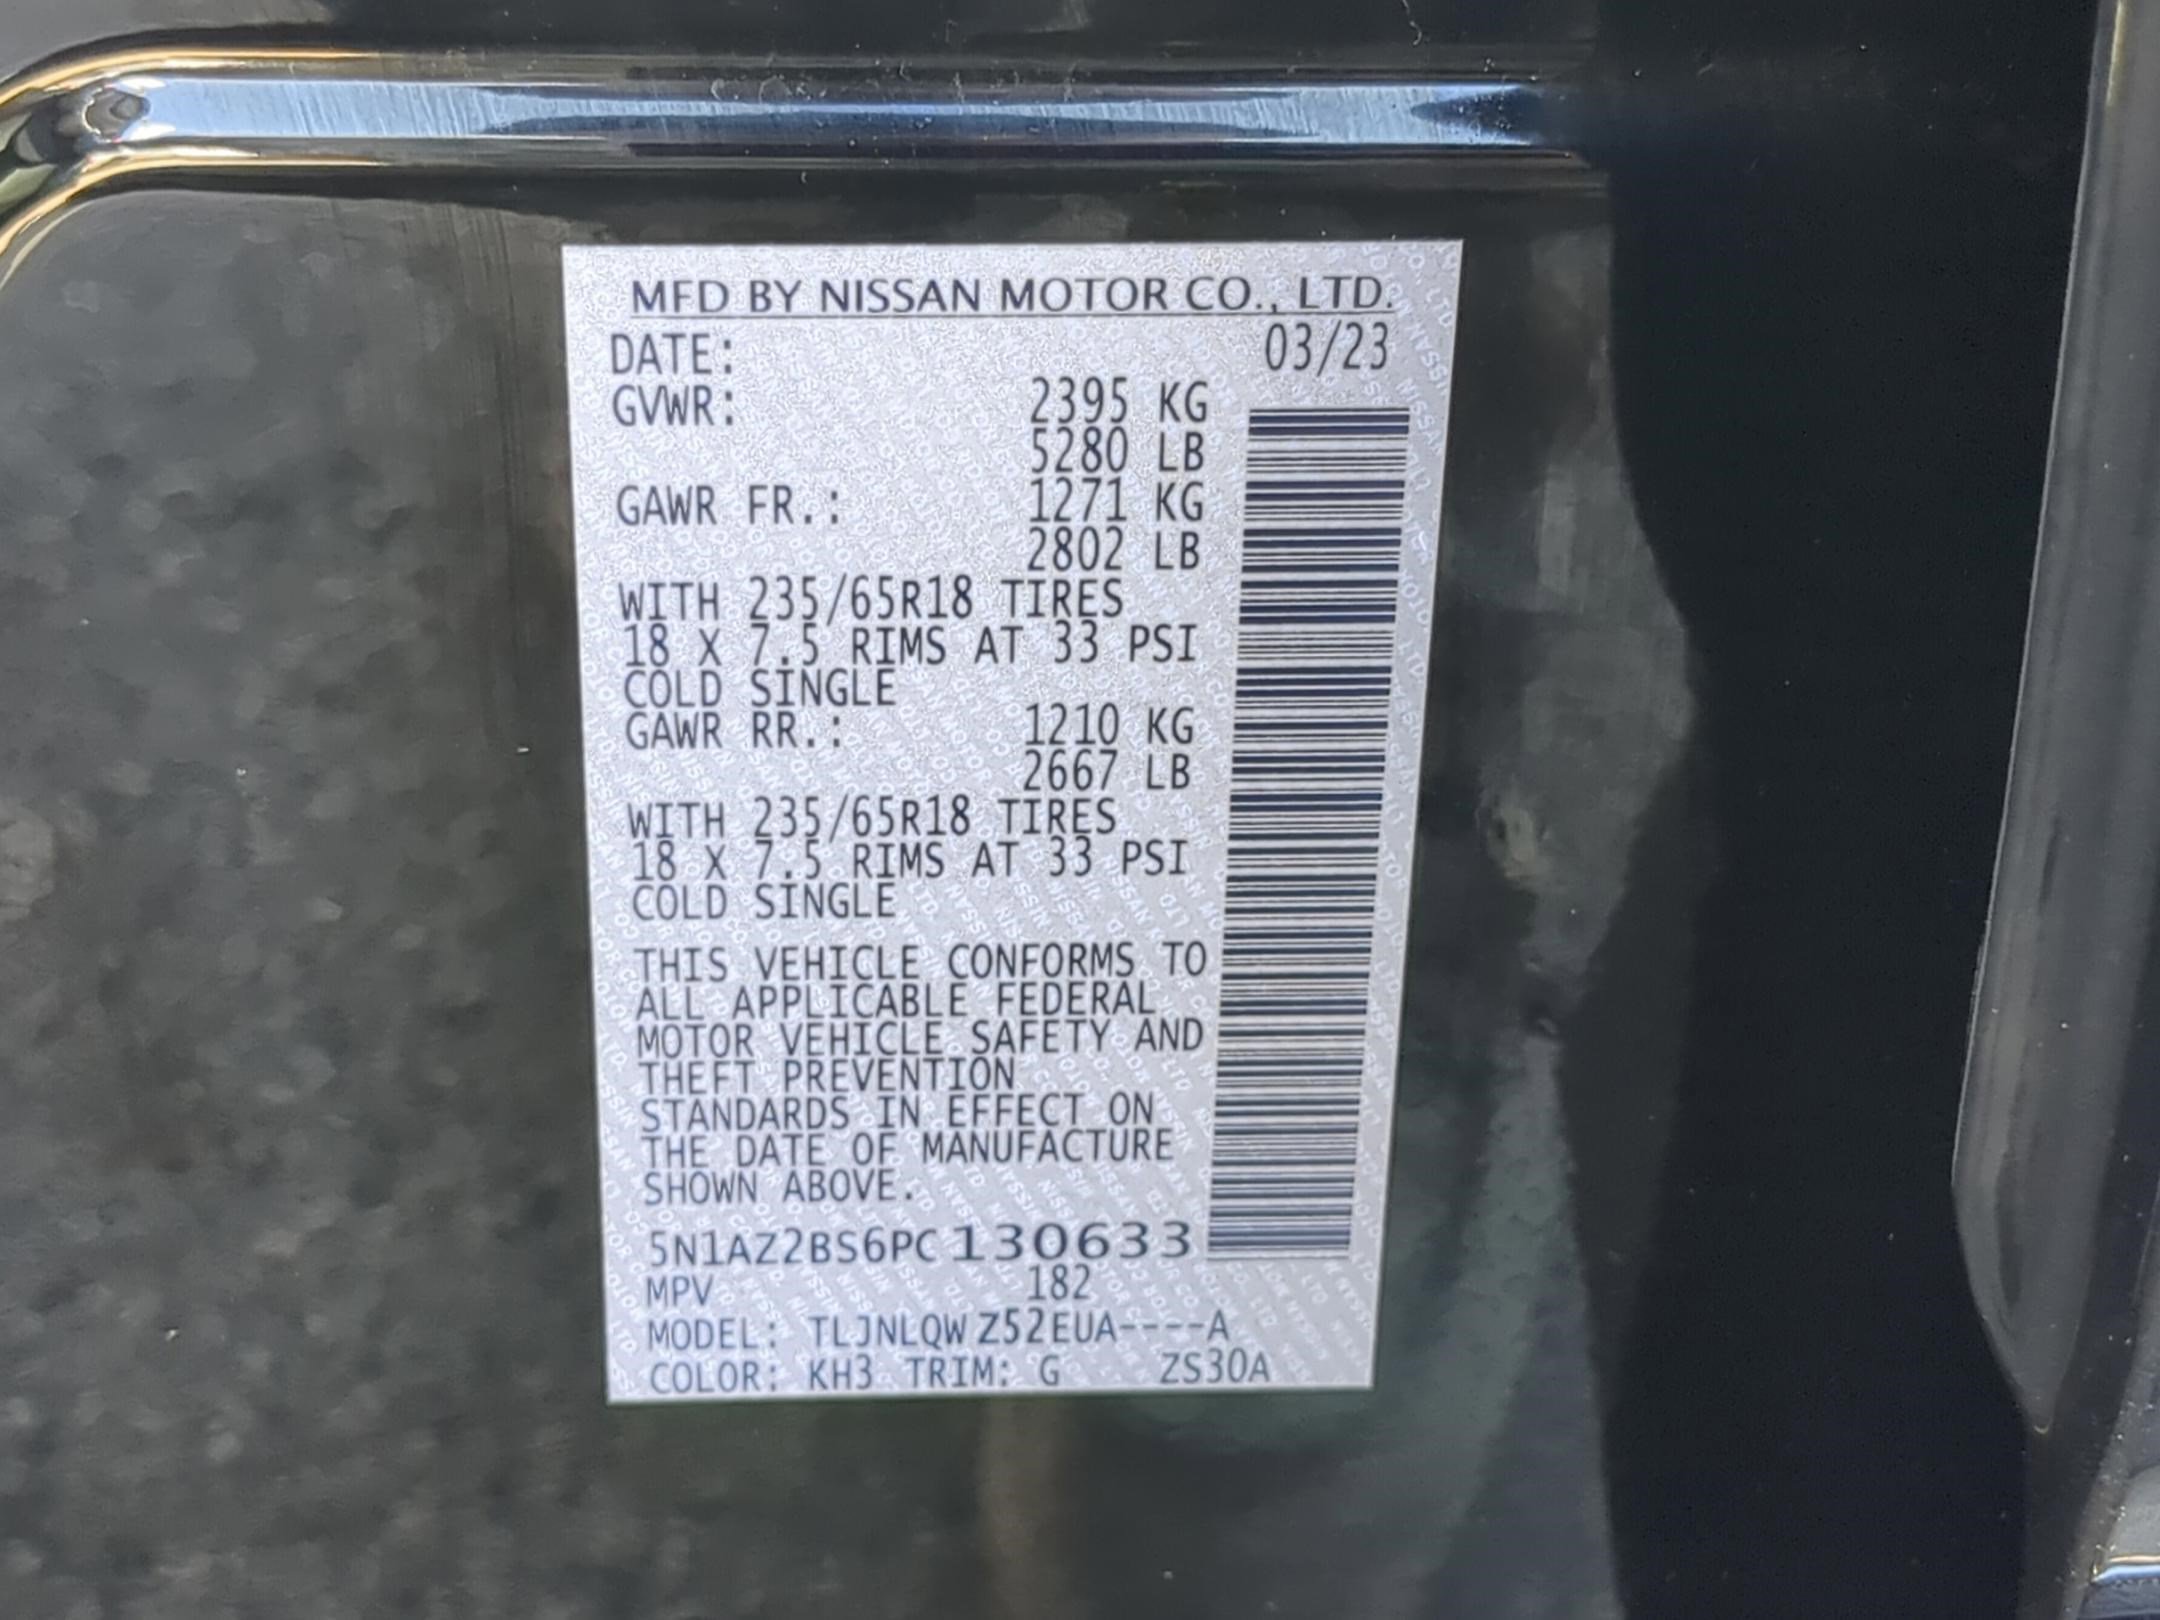 MFD BY NISSAN MOTOR CO., LTD.
DATE: 03/23
GVWR: 2395 KG
5280 LB
GAWR FR.: 1271 KG
2802 LB
WITH 235/65R18 TIRES
18 X 7.5 RIMS AT 33 PSI
COLD SINGLE
GAWR RR.: 1210 KG
2667 LB
WITH 235/65R18 TIRES
18 X 7.5 RIMS AT 33 PSI
COLD SINGLE
THIS VEHICLE CONFORMS TO
ALL APPLICABLE FEDERAL
MOTOR VEHICLE SAFETY AND
THEFT PREVENTION
STANDARDS IN EFFECT ON
THE DATE OF MANUFACTURE
SHOWN ABOVE.
5N1AZ2BS6PC130633
MPV 182
MODEL: TLJNLQW Z52EUA----A
COLOR: KH3 TRIM: G ZS30A